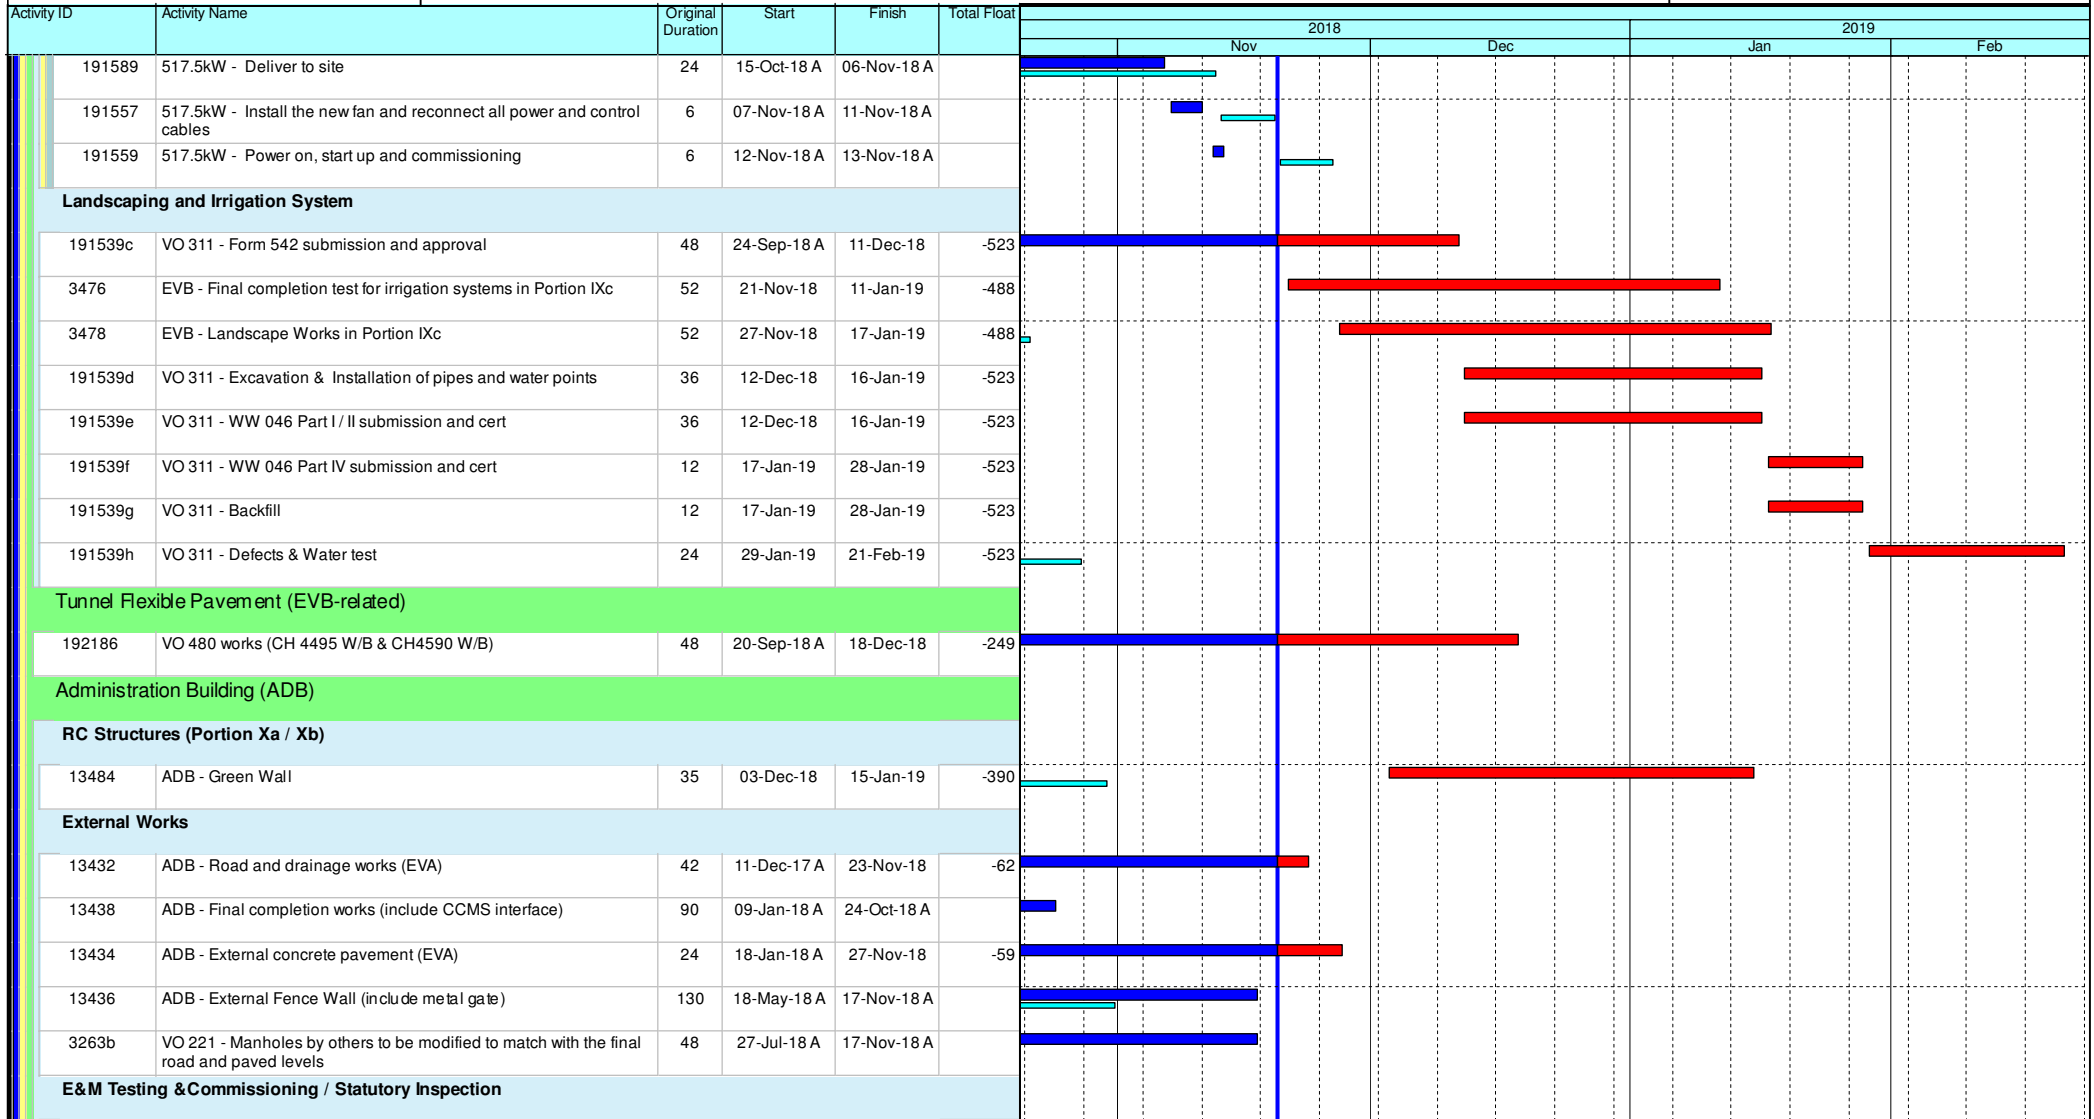 Activity ID Activity Name Original Duration Start Finish Total Float
2018 2019
Nov Dec Jan Feb
191589 517.5kW - Deliver to site 24 15-Oct-18 A 06-Nov-18 A
191557 517.5kW - Install the new fan and reconnect all power and control 6 07-Nov-18 A 11-Nov-18 A
cables
191559 517.5kW - Power on, start up and commissioning 6 12-Nov-18 A 13-Nov-18 A
Landscaping and Irrigation System
191539c VO 311 - Form 542 submission and approval 48 24-Sep-18 A 11-Dec-18 -523
3476 EVB - Final completion test for irrigation systems in Portion IXc 52 21-Nov-18 11-Jan-19 -488
3478 EVB - Landscape Works in Portion IXc 52 27-Nov-18 17-Jan-19 -488
191539d VO 311 - Excavation & Installation of pipes and water points 36 12-Dec-18 16-Jan-19 -523
191539e VO 311 - WW 046 Part I / II submission and cert 36 12-Dec-18 16-Jan-19 -523
191539f VO 311 - WW 046 Part IV submission and cert 12 17-Jan-19 28-Jan-19 -523
191539g VO 311 - Backfill 12 17-Jan-19 28-Jan-19 -523
191539h VO 311 - Defects & Water test 24 29-Jan-19 21-Feb-19 -523
Tunnel Flexible Pavement (EVB-related)
192186 VO 480 works (CH 4495 W/B & CH4590 W/B) 48 20-Sep-18 A 18-Dec-18 -249
Administration Building (ADB)
RC Structures (Portion Xa / Xb)
13484 ADB - Green Wall 35 03-Dec-18 15-Jan-19 -390
External Works
13432 ADB - Road and drainage works (EVA) 42 11-Dec-17 A 23-Nov-18 -62
13438 ADB - Final completion works (include CCMS interface) 90 09-Jan-18 A 24-Oct-18 A
13434 ADB - External concrete pavement (EVA) 24 18-Jan-18 A 27-Nov-18 -59
13436 ADB - External Fence Wall (include metal gate) 130 18-May-18 A 17-Nov-18 A
3263b VO 221 - Manholes by others to be modified to match with the final 48 27-Jul-18 A 17-Nov-18 A
road and paved levels
E&M Testing &Commissioning / Statutory Inspection